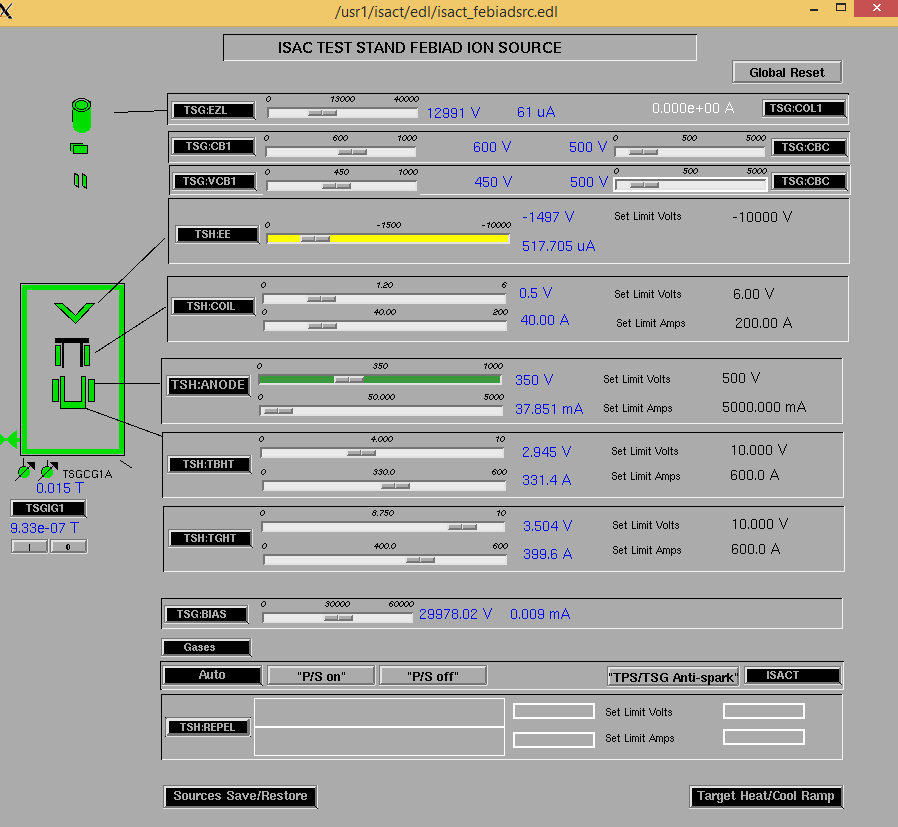 /usr1/isact/edl/isact_febiadsrc.edl
ISAC TEST STAND FEBIAD ION SOURCE
Global Reset
TSG:EZL 0 13000 40000 12991 V 61 uA 0.000e+00 A TSG:COL1
TSG:CB1 0 600 1000 600 V 500 V 0 500 5000 TSG:CBC
TSG:VCB1 0 450 1000 450 V 500 V 0 500 5000 TSG:CBC
TSH:EE 0 -1500 -10000 -1497 V Set Limit Volts -10000 V
517.705 uA
TSH:COIL 0 1.20 6 0.5 V Set Limit Volts 6.00 V
0 40.00 200 40.00 A Set Limit Amps 200.00 A
TSH:ANODE 0 350 1000 350 V Set Limit Volts 500 V
0 50.000 5000 37.851 mA Set Limit Amps 5000.000 mA
TSH:TBHT 0 4.000 10 2.945 V Set Limit Volts 10.000 V
0 330.0 600 331.4 A Set Limit Amps 600.0 A
TSGCG1A
0.015 T
TSGIG1
9.33e-07 T
I 0
TSH:TGHT 0 8.750 10 3.504 V Set Limit Volts 10.000 V
0 400.0 600 399.6 A Set Limit Amps 600.0 A
TSG:BIAS 0 30000 60000 29978.02 V 0.009 mA
Gases
Auto "P/S on" "P/S off" "TPS/TSG Anti-spark" ISACT
TSH:REPEL Set Limit Volts
Set Limit Amps
Sources Save/Restore Target Heat/Cool Ramp